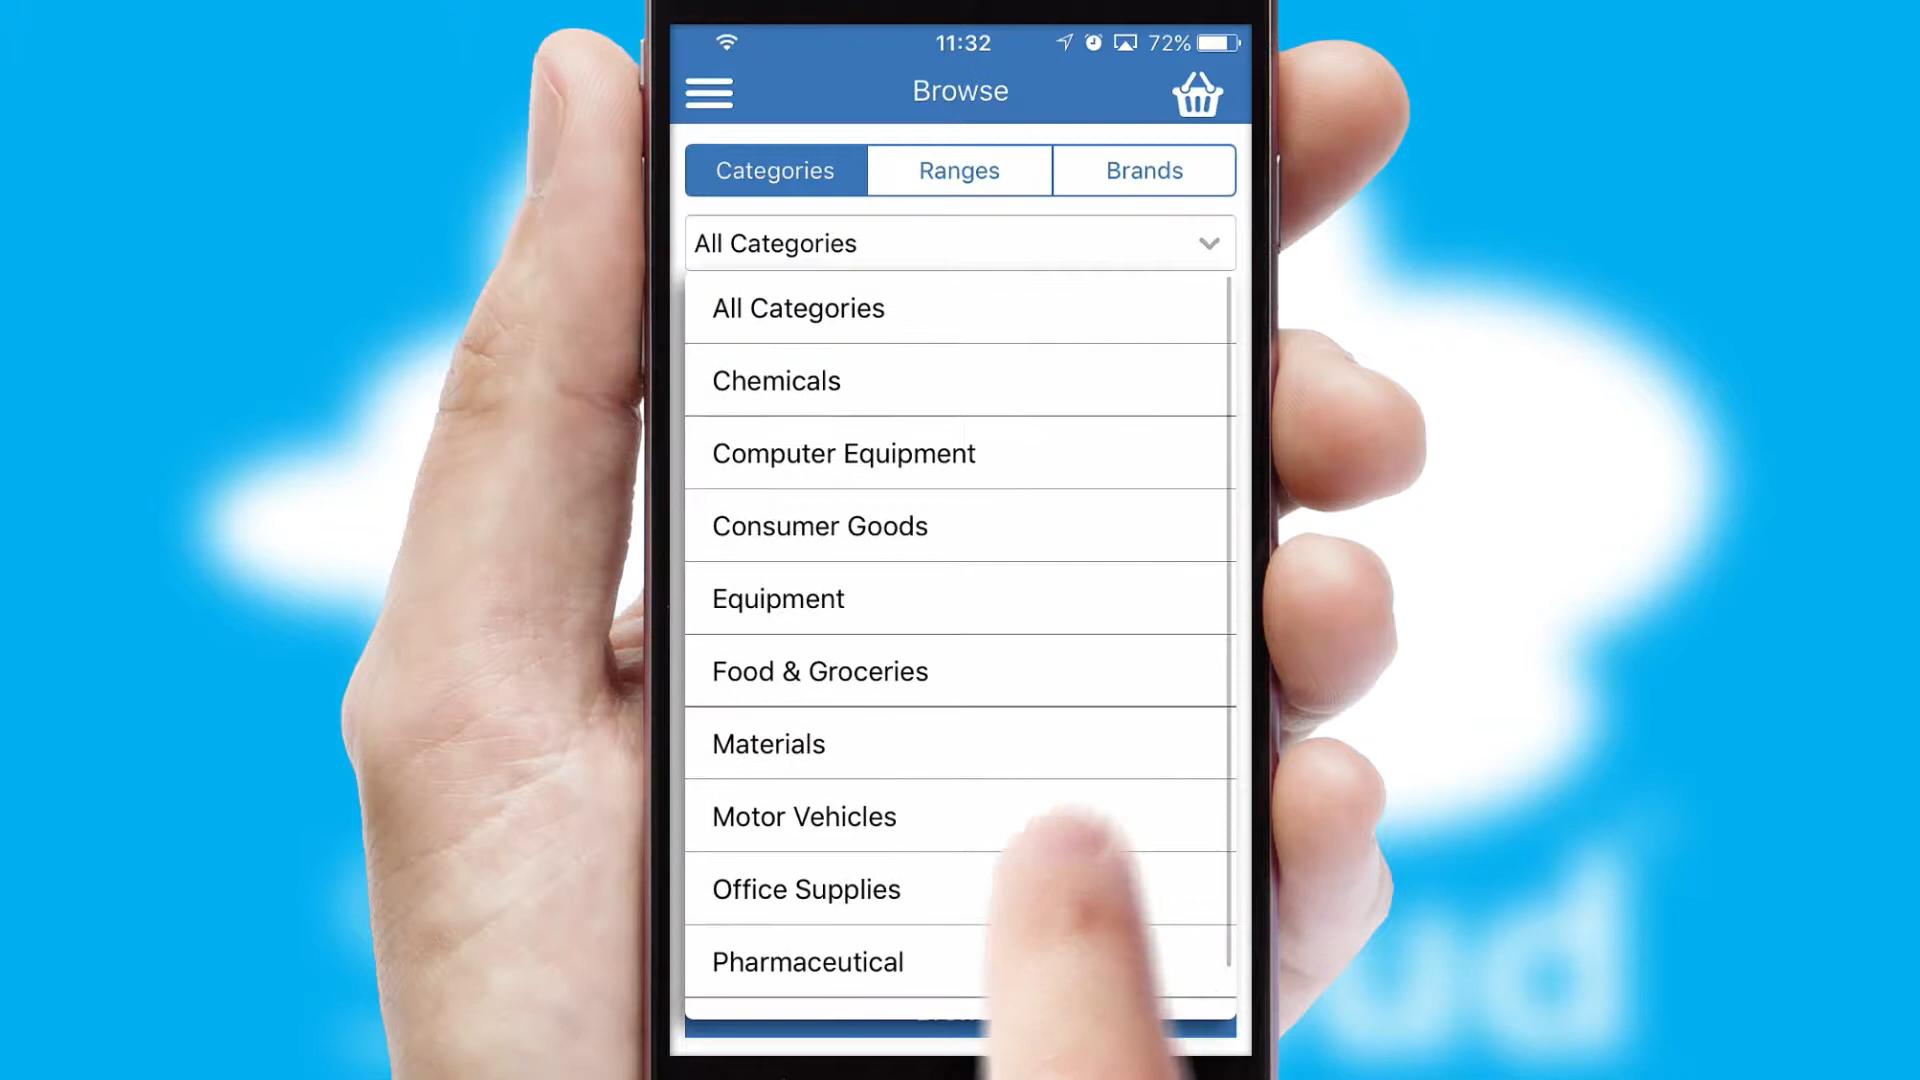 11:32
72%
Browse
Categories
Ranges
Brands
All Categories
All Categories
Chemicals
Computer Equipment
Consumer Goods
Equipment
Food & Groceries
Materials
Motor Vehicles
Office Supplies
Pharmaceutical